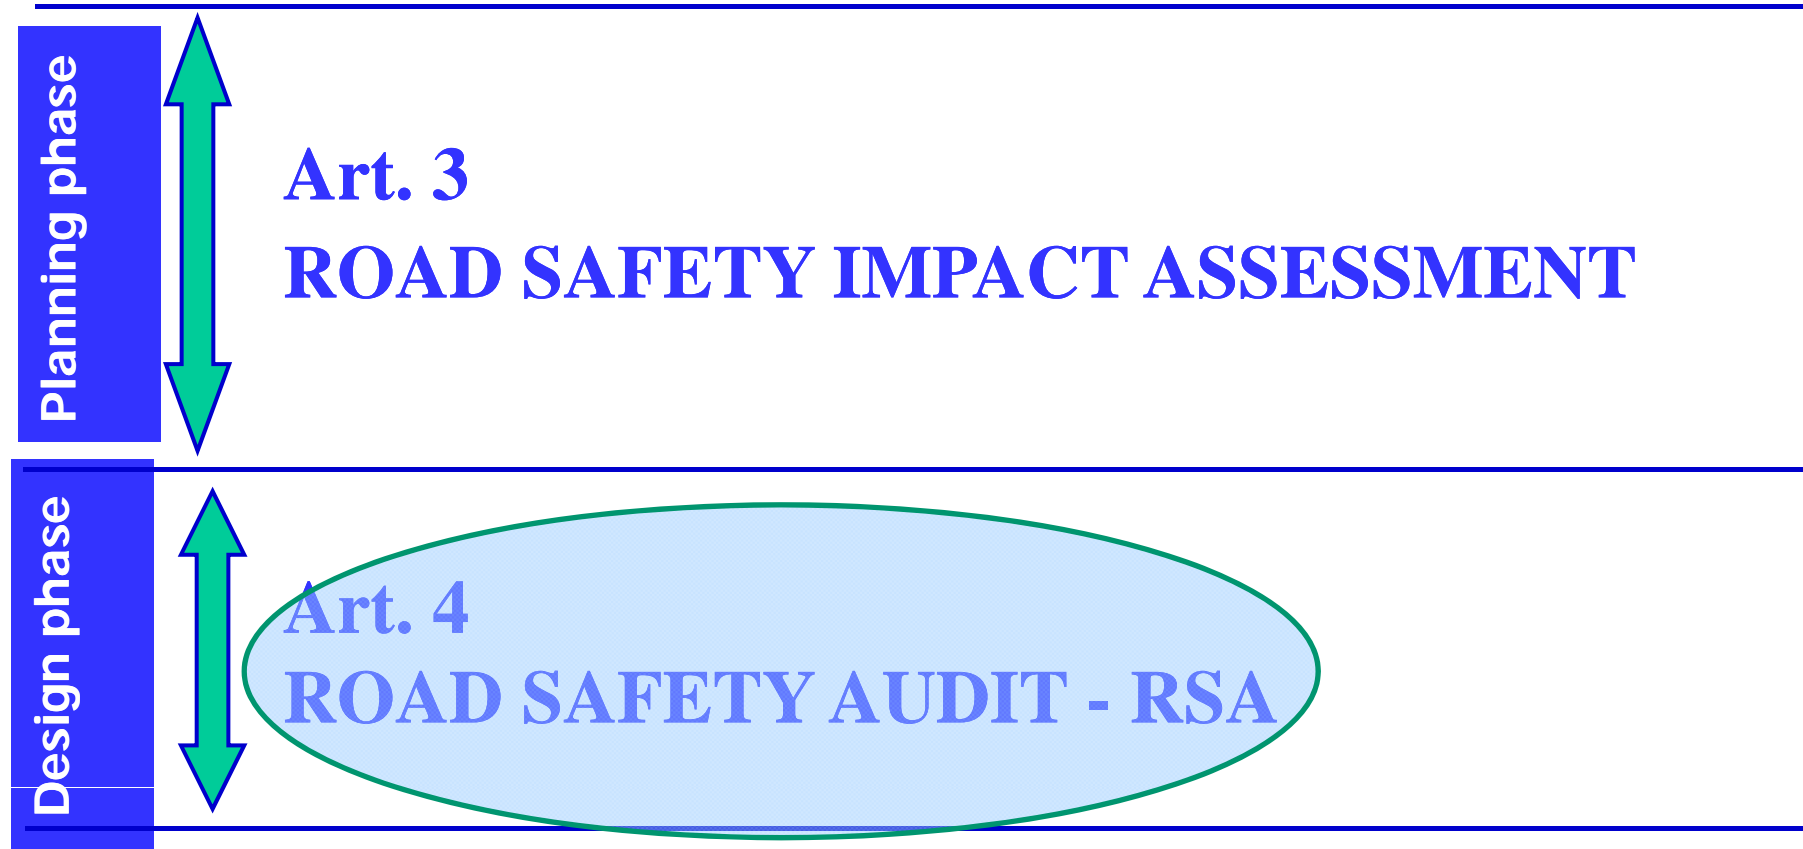 Planning phase
Art. 3
ROAD SAFETY IMPACT ASSESSMENT
Design phase
Art. 4
ROAD SAFETY AUDIT - RSA